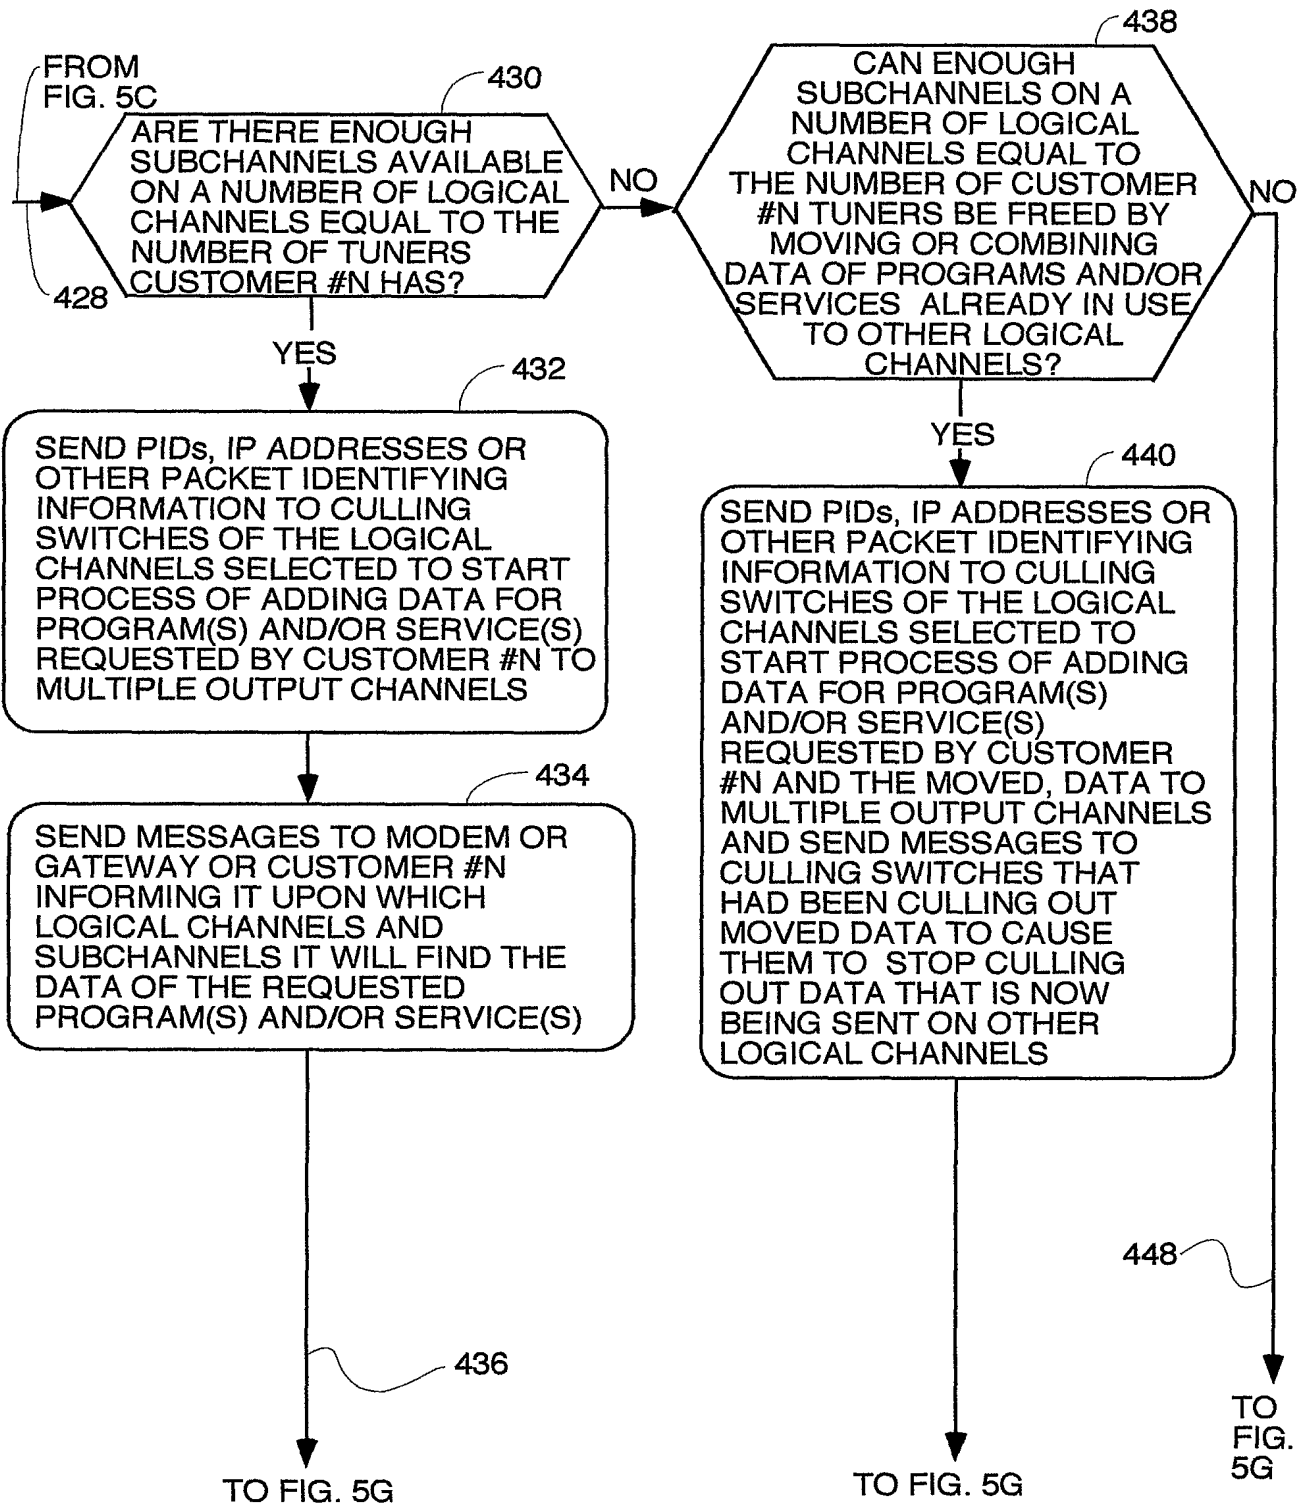 FROM
FIG. 5C
428
430
ARE THERE ENOUGH
SUBCHANNELS AVAILABLE
ON A NUMBER OF LOGICAL
CHANNELS EQUAL TO THE
NUMBER OF TUNERS
CUSTOMER #N HAS?
NO
YES
432
SEND PIDs, IP ADDRESSES OR
OTHER PACKET IDENTIFYING
INFORMATION TO CULLING
SWITCHES OF THE LOGICAL
CHANNELS SELECTED TO START
PROCESS OF ADDING DATA FOR
PROGRAM(S) AND/OR SERVICE(S)
REQUESTED BY CUSTOMER #N TO
MULTIPLE OUTPUT CHANNELS
434
SEND MESSAGES TO MODEM OR
GATEWAY OR CUSTOMER #N
INFORMING IT UPON WHICH
LOGICAL CHANNELS AND
SUBCHANNELS IT WILL FIND THE
DATA OF THE REQUESTED
PROGRAM(S) AND/OR SERVICE(S)
436
TO FIG. 5G
438
CAN ENOUGH
SUBCHANNELS ON A
NUMBER OF LOGICAL
CHANNELS EQUAL TO
THE NUMBER OF CUSTOMER
#N TUNERS BE FREED BY
MOVING OR COMBINING
DATA OF PROGRAMS AND/OR
SERVICES ALREADY IN USE
TO OTHER LOGICAL
CHANNELS?
NO
YES
440
SEND PIDs, IP ADDRESSES OR
OTHER PACKET IDENTIFYING
INFORMATION TO CULLING
SWITCHES OF THE LOGICAL
CHANNELS SELECTED TO
START PROCESS OF ADDING
DATA FOR PROGRAM(S)
AND/OR SERVICE(S)
REQUESTED BY CUSTOMER
#N AND THE MOVED, DATA TO
MULTIPLE OUTPUT CHANNELS
AND SEND MESSAGES TO
CULLING SWITCHES THAT
HAD BEEN CULLING OUT
MOVED DATA TO CAUSE
THEM TO STOP CULLING
OUT DATA THAT IS NOW
BEING SENT ON OTHER
LOGICAL CHANNELS
TO FIG. 5G
448
TO
FIG.
5G